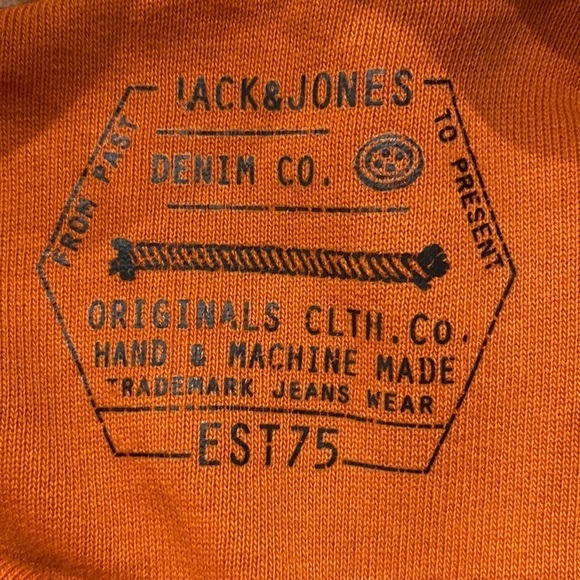 JACK&JONES
FROM PAST
TO PRESENT
DENIM CO.
ORIGINALS CLTH.Co.
HAND & MACHINE MADE
TRADEMARK JEANS WEAR
EST75